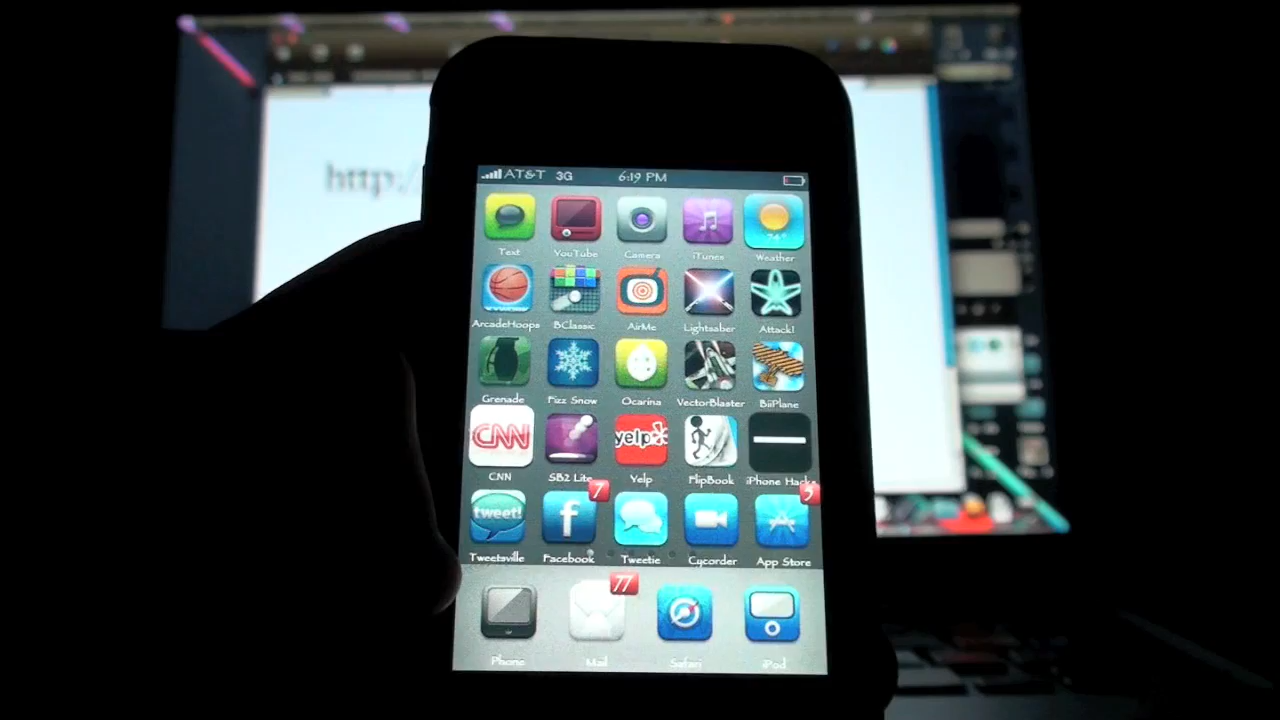 http:/
AT&T 3G 6:19 PM
74°
Text YouTube Camera iTunes Weather
ArcadeHoops BClassic AirMe Lightsaber Attack!
Grenade Fizz Snow Ocarina VectorBlaster BiiPlane
CNN yelp
CNN SB2 Lite Yelp FlipBook iPhone Hacks
7 5
tweet! f
Tweetsville Facebook Tweetie Cycorder App Store
77
Phone Mail Safari iPod